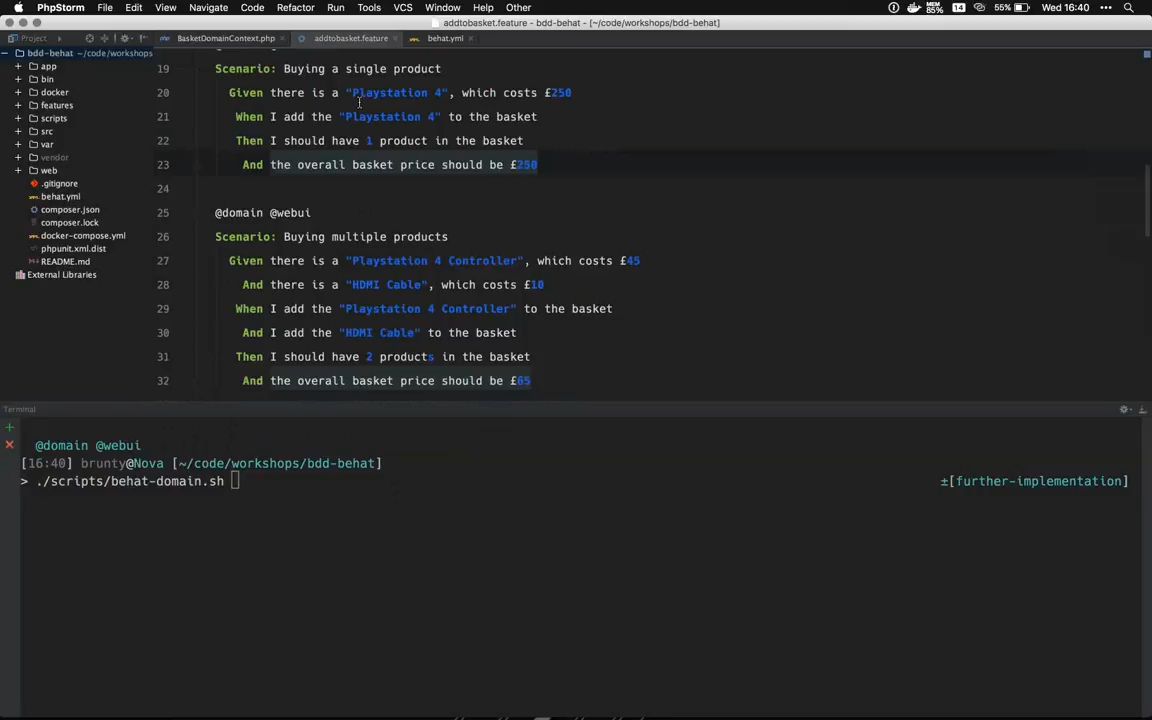 PhpStorm File Edit View Navigate Code Refactor Run Tools VCS Window Help Other MEM 85% 14 55% Wed 16:40
addtobasket.feature - bdd-behat - [~/code/workshops/bdd-behat]
Project BasketDomainContext.php addtobasket.feature behat.yml
bdd-behat ~/code/workshops
app
bin
docker
features
scripts
src
var
vendor
web
.gitignore
behat.yml
composer.json
composer.lock
docker-compose.yml
phpunit.xml.dist
README.md
External Libraries
19 Scenario: Buying a single product
20 Given there is a "Playstation 4", which costs £250
21 When I add the "Playstation 4" to the basket
22 Then I should have 1 product in the basket
23 And the overall basket price should be £250
24
25 @domain @webui
26 Scenario: Buying multiple products
27 Given there is a "Playstation 4 Controller", which costs £45
28 And there is a "HDMI Cable", which costs £10
29 When I add the "Playstation 4 Controller" to the basket
30 And I add the "HDMI Cable" to the basket
31 Then I should have 2 products in the basket
32 And the overall basket price should be £65
Terminal
@domain @webui
[16:40] brunty@Nova [~/code/workshops/bdd-behat]
> ./scripts/behat-domain.sh ±[further-implementation]